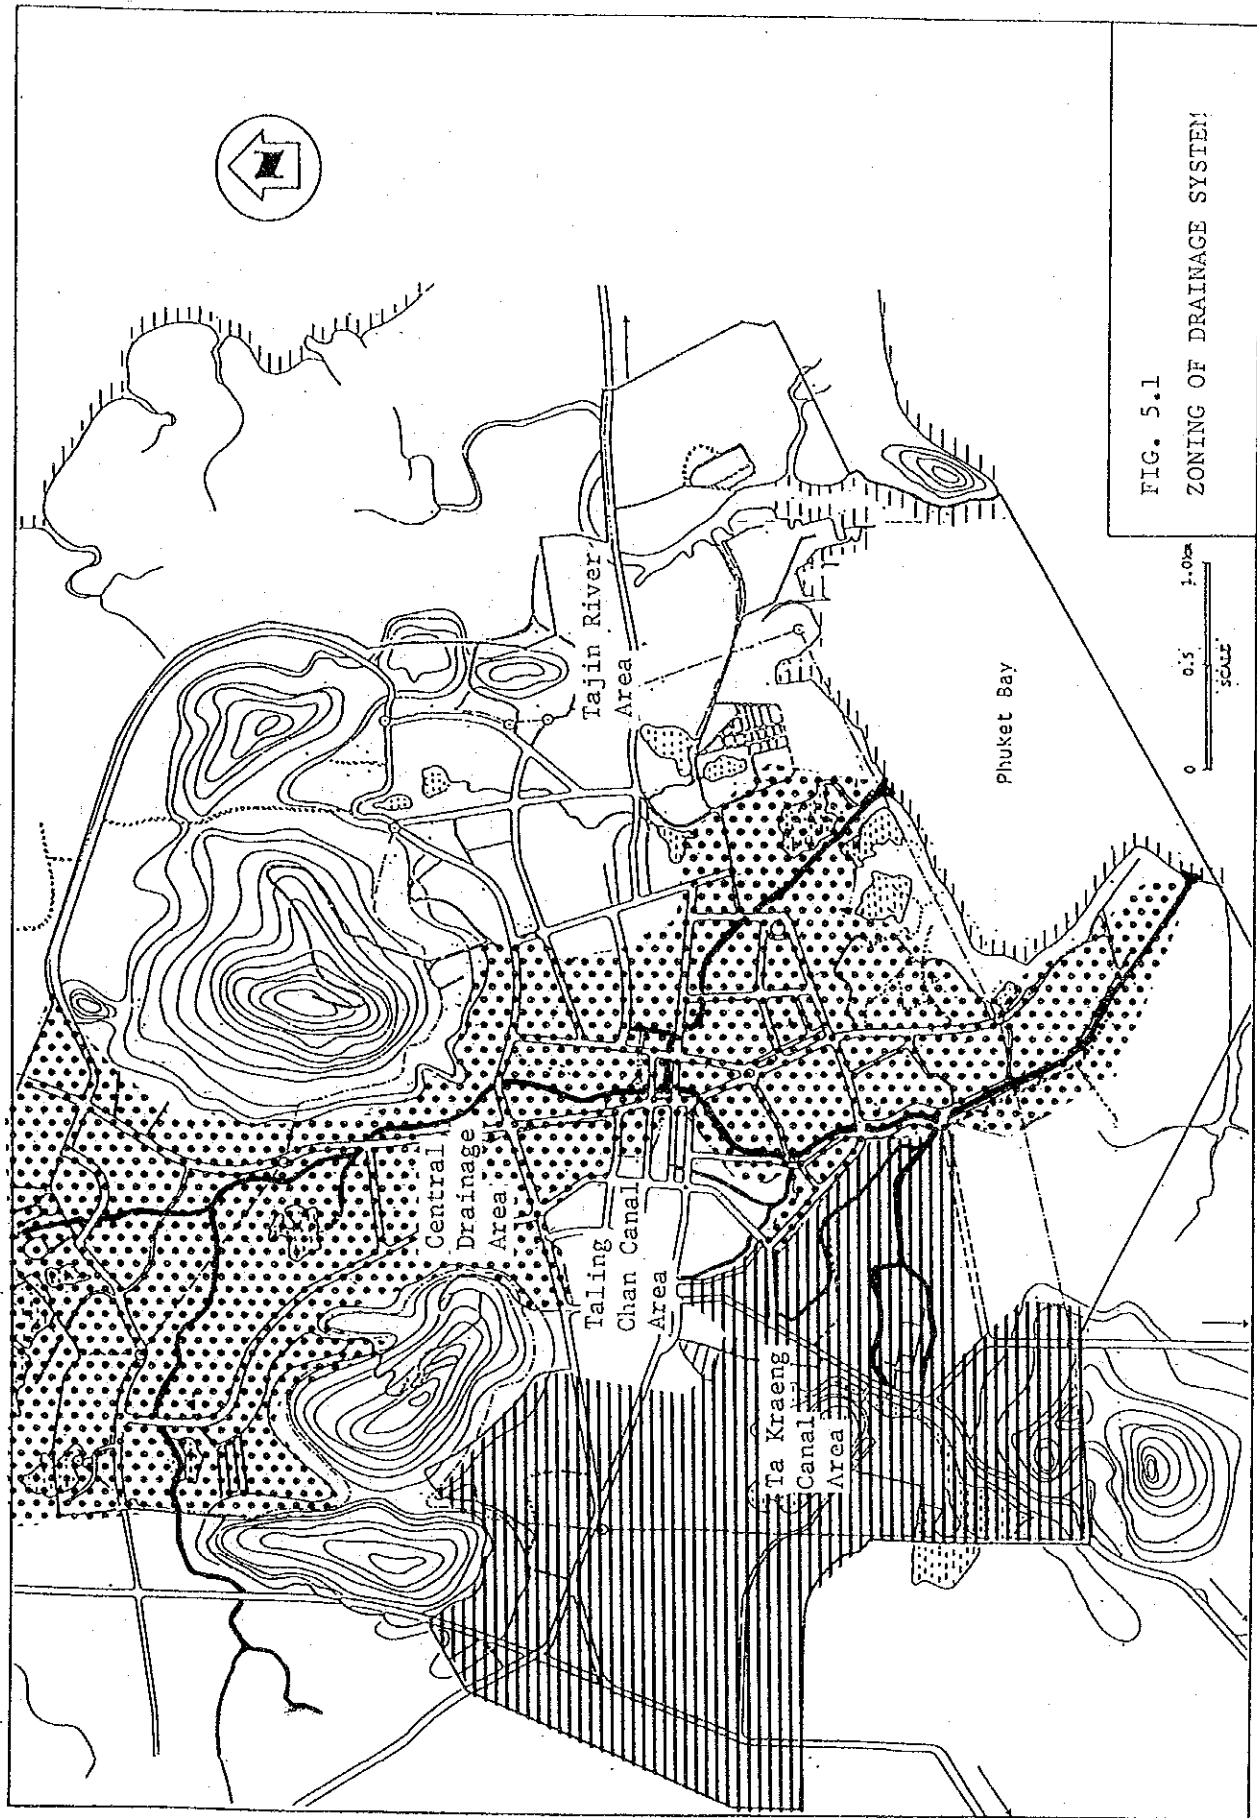 N
Tajin River
Area
Central
Drainage
Area
Taling
Chan Canal
Area
Ta Kraeng
Canal
Area
Phuket Bay
0 0.5 1.0km
SCALE
FIG. 5.1
ZONING OF DRAINAGE SYSTEM